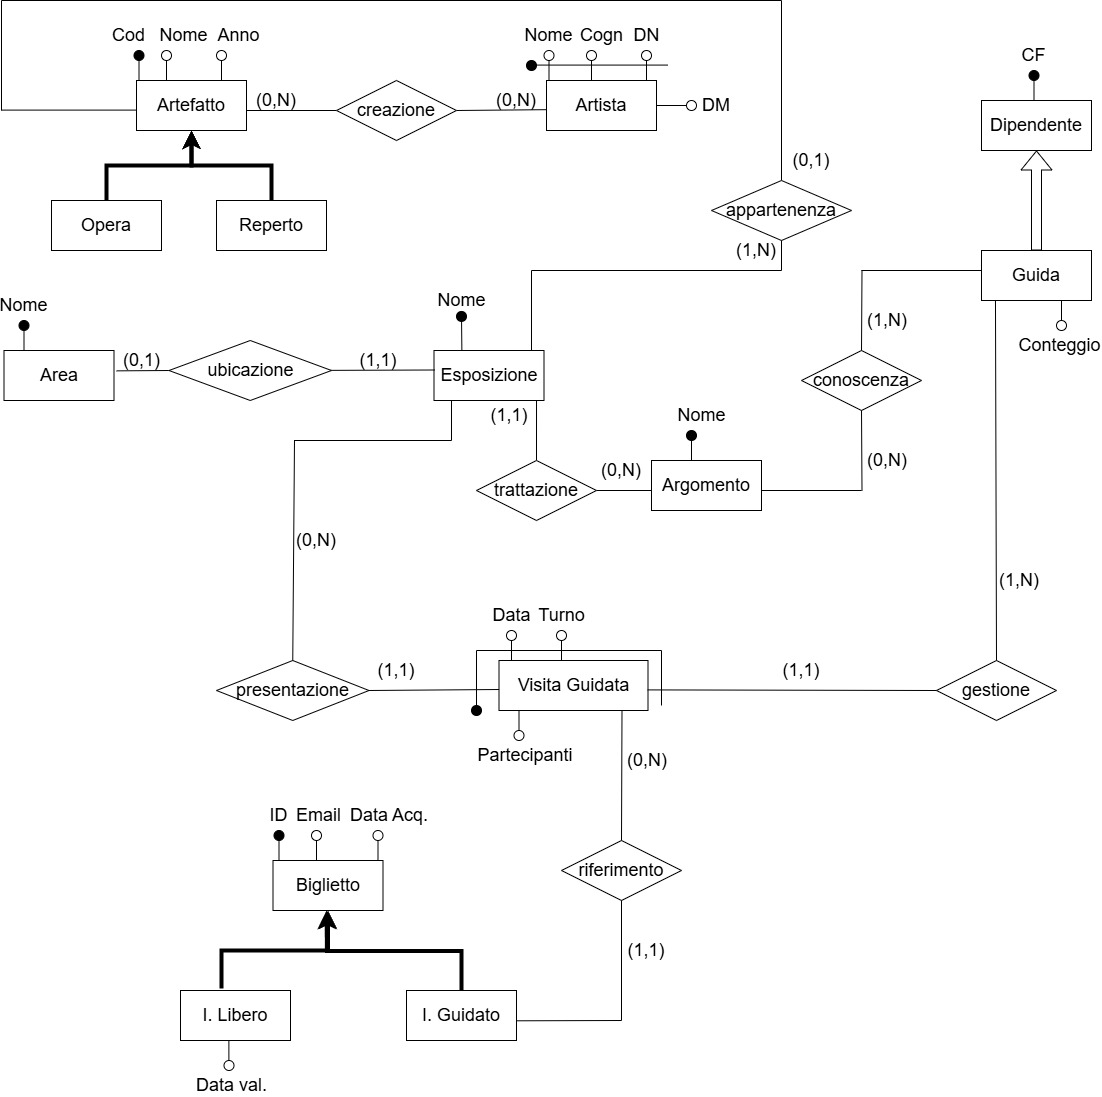 Cod Nome Anno
Nome Cogn DN
CF
Artefatto
(0,N)
creazione
(0,N)
Artista
DM
Dipendente
(0,1)
Opera
Reperto
appartenenza
(1,N)
Guida
Nome
Nome
(1,N)
Conteggio
Area
(0,1)
ubicazione
(1,1)
Esposizione
conoscenza
(1,1)
Nome
(0,N)
trattazione
(0,N)
Argomento
(0,N)
(1,N)
Data Turno
presentazione
(1,1)
Visita Guidata
(1,1)
gestione
Partecipanti
(0,N)
ID Email Data Acq.
Biglietto
riferimento
(1,1)
I. Libero
I. Guidato
Data val.